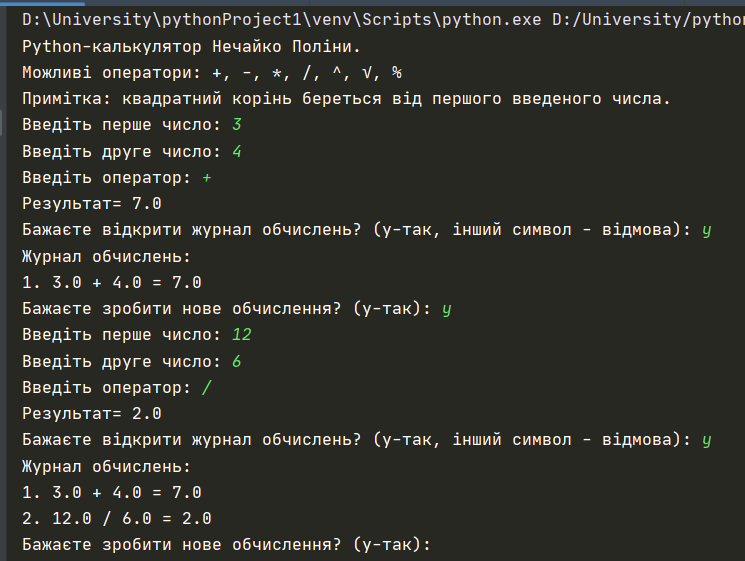 D:\University\pythonProject1\venv\Scripts\python.exe D:/University/python
Python-калькулятор Нечайко Поліни.
Можливі оператори: +, -, *, /, ^, √, %
Примітка: квадратний корінь береться від першого введеного числа.
Введіть перше число: 3
Введіть друге число: 4
Введіть оператор: +
Результат= 7.0
Бажаєте відкрити журнал обчислень? (y-так, інший символ - відмова): y
Журнал обчислень:
1. 3.0 + 4.0 = 7.0
Бажаєте зробити нове обчислення? (y-так): y
Введіть перше число: 12
Введіть друге число: 6
Введіть оператор: /
Результат= 2.0
Бажаєте відкрити журнал обчислень? (y-так, інший символ - відмова): y
Журнал обчислень:
1. 3.0 + 4.0 = 7.0
2. 12.0 / 6.0 = 2.0
Бажаєте зробити нове обчислення? (y-так):